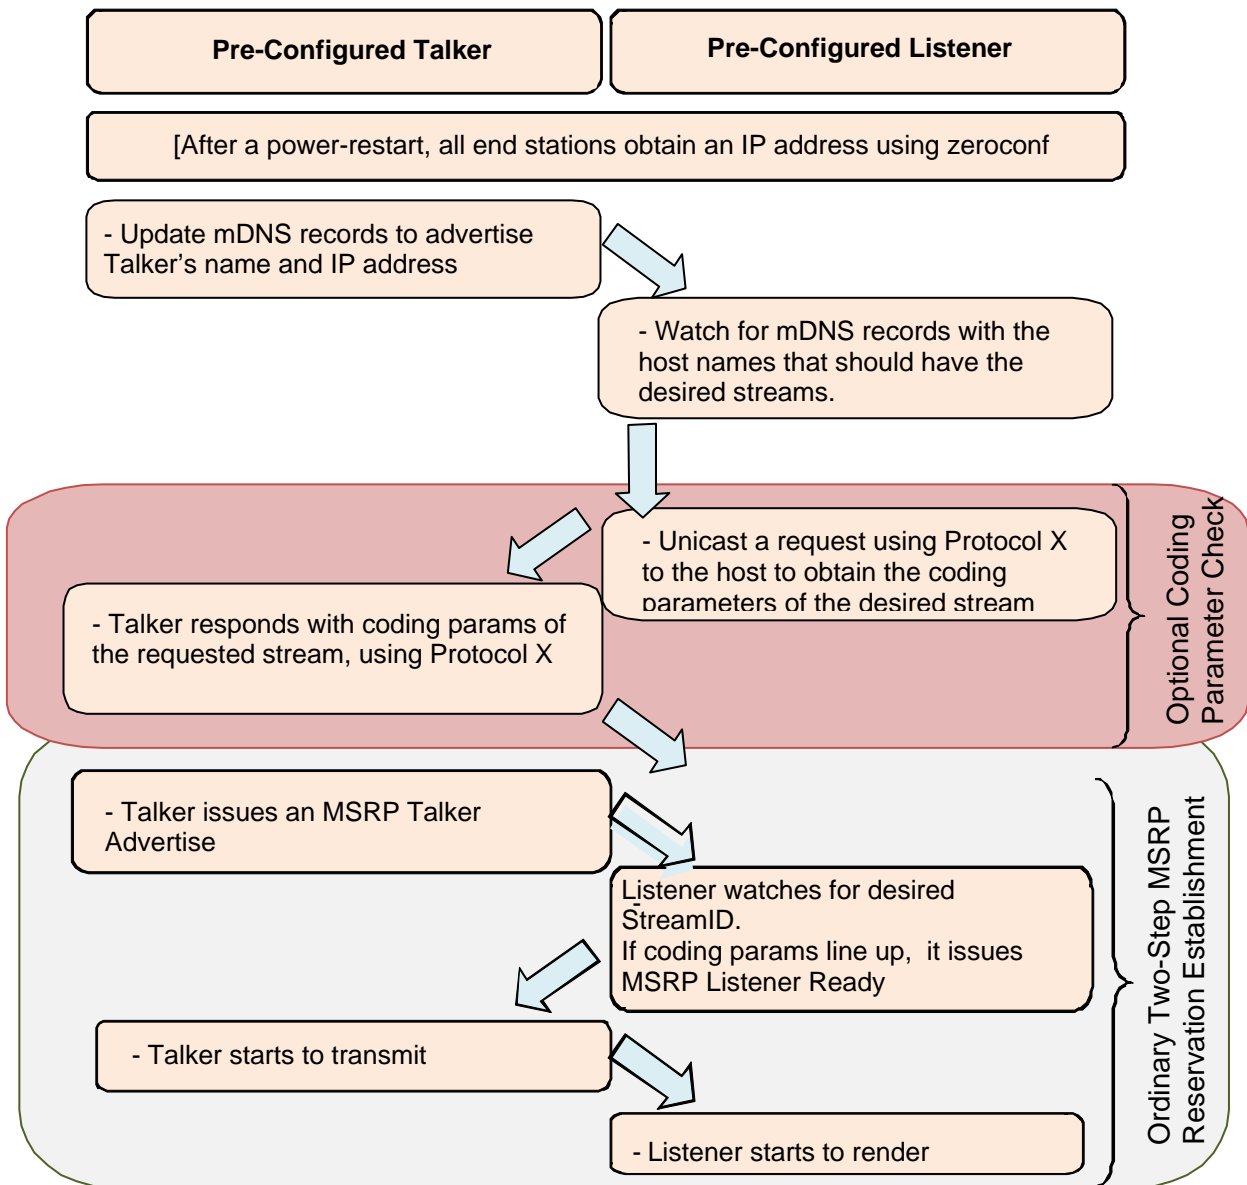 Pre-Configured Talker
Pre-Configured Listener
[After a power-restart, all end stations obtain an IP address using zeroconf
- Update mDNS records to advertise
Talker’s name and IP address
- Watch for mDNS records with the
host names that should have the
desired streams.
- Unicast a request using Protocol X
to the host to obtain the coding
parameters of the desired stream
- Talker responds with coding params of
the requested stream, using Protocol X
Optional Coding
Parameter Check
- Talker issues an MSRP Talker
Advertise
Listener watches for desired
- StreamID.
If coding params line up, it issues
MSRP Listener Ready
- Talker starts to transmit
- Listener starts to render
Ordinary Two-Step MSRP
Reservation Establishment